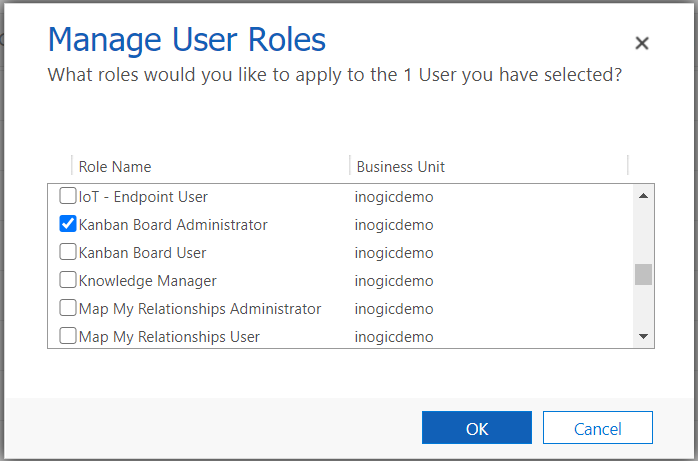 Manage User Roles
What roles would you like to apply to the 1 User you have selected?
Role Name Business Unit
IoT - Endpoint User inogicdemo
Kanban Board Administrator inogicdemo
Kanban Board User inogicdemo
Knowledge Manager inogicdemo
Map My Relationships Administrator inogicdemo
Map My Relationships User inogicdemo
OK Cancel